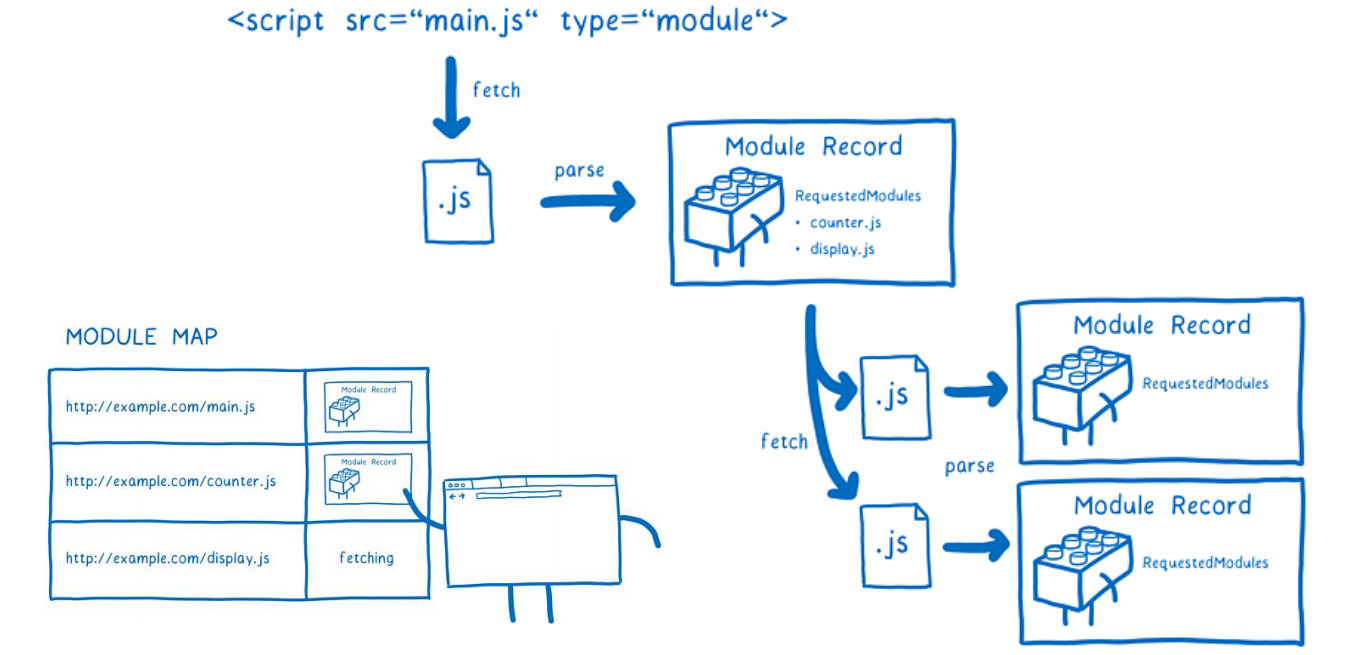 <script src=“main.js“ type=“module“>
fetch
.js
parse
Module Record
RequestedModules
• counter.js
• display.js
MODULE MAP
http://example.com/main.js
Module Record
http://example.com/counter.js
Module Record
http://example.com/display.js
fetching
fetch
.js
Module Record
RequestedModules
parse
.js
Module Record
RequestedModules